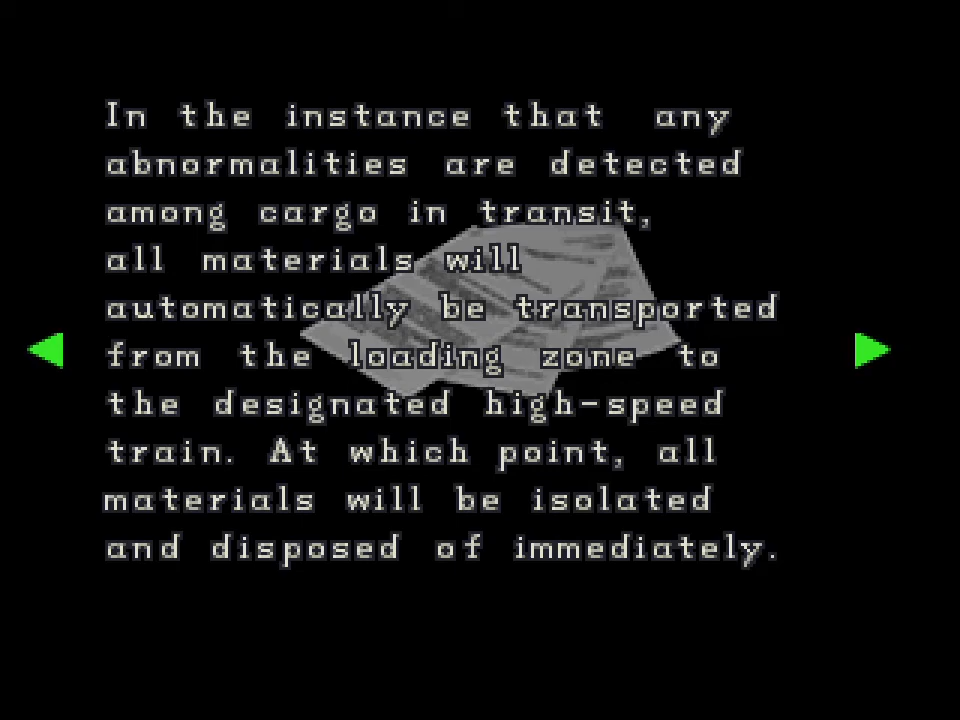 In the instance that any
abnormalities are detected
among cargo in transit,
all materials will
automatically be transported
from the loading zone to
the designated high-speed
train. At which point, all
materials will be isolated
and disposed of immediately.